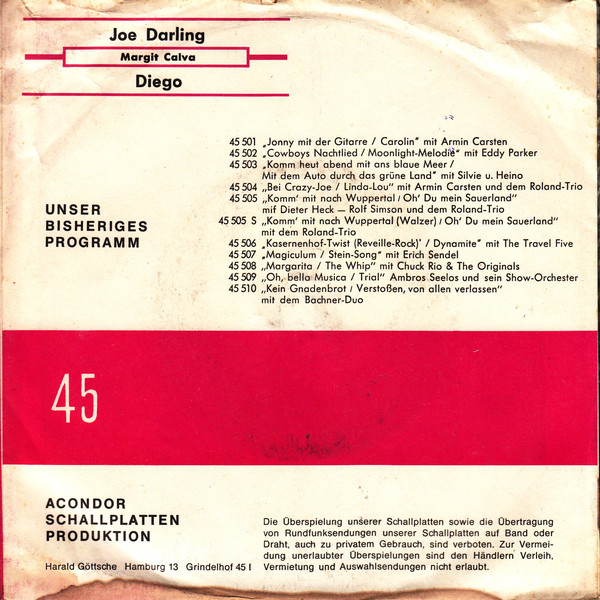 Joe Darling
Margit Calva
Diego
45 501 „Jonny mit der Gitarre / Carolin" mit Armin Carsten
45 502 „Cowboys Nachtlied / Moonlight-Melodie" mit Eddy Parker
45 503 „Komm heut abend mit ans blaue Meer /
Mit dem Auto durch das grüne Land" mit Silvie u. Heino
45 504 „Bei Crazy-Joe / Linda-Lou" mit Armin Carsten und dem Roland-Trio
45 505 „Komm' mit nach Wuppertal / Oh' Du mein Sauerland"
mif Dieter Heck — Rolf Simson und dem Roland-Trio
45 505 S „Komm' mit nach Wuppertal (Walzer) / Oh' Du mein Sauerland"
mit dem Roland-Trio
45 506 „Kasernenhof-Twist (Reveille-Rock)' / Dynamite" mit The Travel Five
45 507 „Magiculum / Stein-Song" mit Erich Sendel
45 508 „Margarita / The Whip" mit Chuck Rio & The Originals
45 509 „Oh, bella Musica / Trial" Ambros Seelos und sein Show-Orchester
45 510 „Kein Gnadenbrot / Verstoßen, von allen verlassen"
mit dem Bachner-Duo
UNSER
BISHERIGES
PROGRAMM
45
ACONDOR
SCHALLPLATTEN
PRODUKTION
Harald Göttsche Hamburg 13 Grindelhof 45 I
Die Überspielung unserer Schallplatten sowie die Übertragung
von Rundfunksendungen unserer Schallplatten auf Band oder
Draht, auch zu privatem Gebrauch, sind verboten. Zur Vermei-
dung unerlaubter Überspielungen sind den Händlern Verleih,
Vermietung und Auswahlsendungen nicht erlaubt.